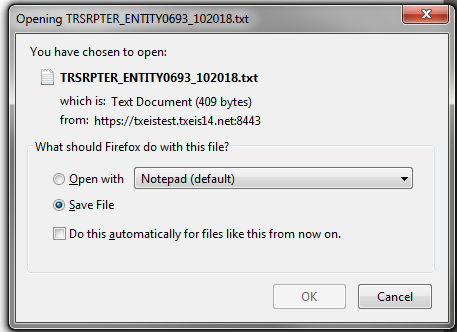 Opening TRSRPTER_ENTITY0693_102018.txt
You have chosen to open:
TRSRPTER_ENTITY0693_102018.txt
which is: Text Document (409 bytes)
from: https://txeistest.txeis14.net:8443
What should Firefox do with this file?
Open with Notepad (default)
Save File
Do this automatically for files like this from now on.
OK Cancel